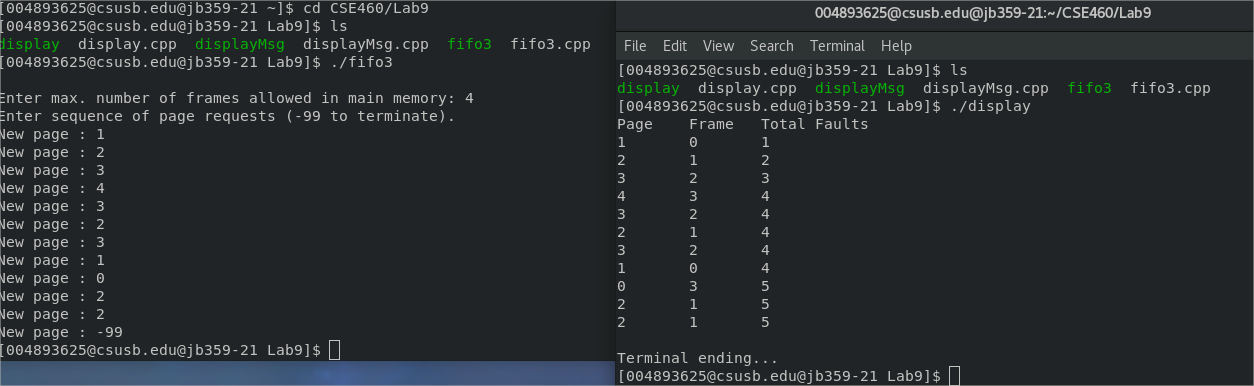 [004893625@csusb.edu@jb359-21 ~]$ cd CSE460/Lab9
[004893625@csusb.edu@jb359-21 Lab9]$ ls
display  display.cpp  displayMsg  displayMsg.cpp  fifo3  fifo3.cpp
[004893625@csusb.edu@jb359-21 Lab9]$ ./fifo3
Enter max. number of frames allowed in main memory: 4
Enter sequence of page requests (-99 to terminate).
New page : 1
New page : 2
New page : 3
New page : 4
New page : 3
New page : 2
New page : 3
New page : 1
New page : 0
New page : 2
New page : 2
New page : -99
[004893625@csusb.edu@jb359-21 Lab9]$
004893625@csusb.edu@jb359-21:~/CSE460/Lab9
File  Edit  View  Search  Terminal  Help
[004893625@csusb.edu@jb359-21 Lab9]$ ls
display  display.cpp  displayMsg  displayMsg.cpp  fifo3  fifo3.cpp
[004893625@csusb.edu@jb359-21 Lab9]$ ./display
Page    Frame   Total Faults
1       0       1
2       1       2
3       2       3
4       3       4
3       2       4
2       1       4
3       2       4
1       0       4
0       3       5
2       1       5
2       1       5
Terminal ending...
[004893625@csusb.edu@jb359-21 Lab9]$